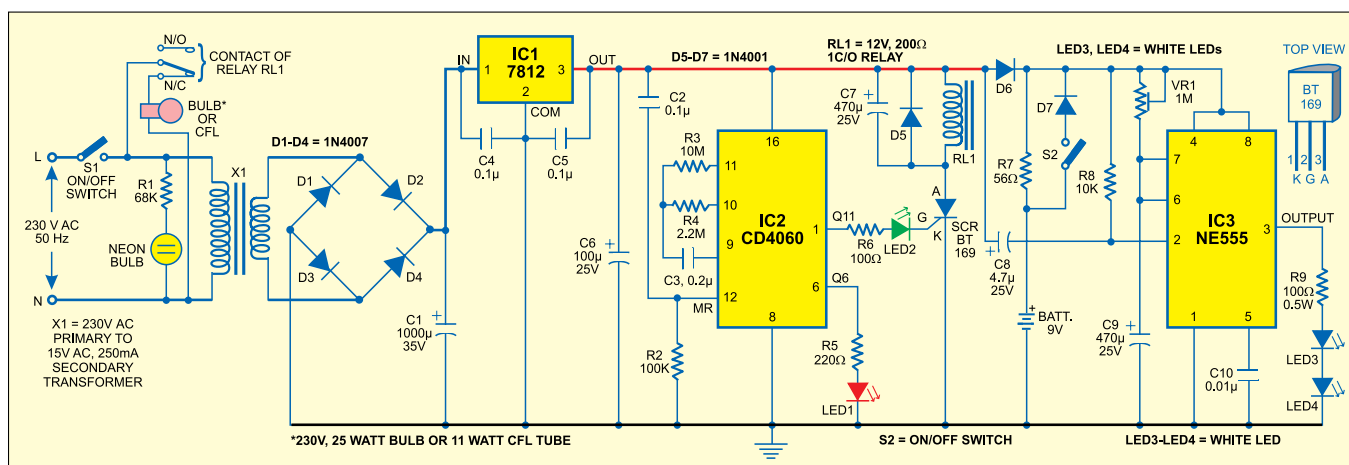 N/O
CONTACT OF
RELAY RL1
N/C
BULB*
OR
CFL
L
S1
ON/OFF
SWITCH
R1
68K
X1
230 V AC
50 Hz
NEON
BULB
N
X1 = 230V AC
PRIMARY TO
15V AC, 250mA
SECONDARY
TRANSFORMER
D1-D4 = 1N4007
D1
D2
D3
D4
C1
1000µ
35V
IN
1
IC1
7812
3
OUT
2
COM
C4
0.1µ
C5
0.1µ
C6
100µ
25V
D5-D7 = 1N4001
C2
0.1µ
R3
10M
R4
2.2M
C3, 0.2µ
MR
R2
100K
16
11
10
9
12
IC2
CD4060
1
6
8
Q11
R6
100Ω
LED2
Q6
R5
220Ω
LED1
RL1 = 12V, 200Ω
1C/O RELAY
C7
470µ
25V
D5
RL1
A
G
K
SCR
BT
169
D6
R7
56Ω
D7
S2
R8
10K
C8
4.7µ
25V
BATT.
9V
LED3, LED4 = WHITE LEDs
VR1
1M
C9
470µ
25V
4
8
7
6
2
IC3
NE555
3
1
5
OUTPUT
C10
0.01µ
R9
100Ω
0.5W
LED3
LED4
TOP VIEW
BT
169
1 2 3
K G A
*230V, 25 WATT BULB OR 11 WATT CFL TUBE
S2 = ON/OFF SWITCH
LED3-LED4 = WHITE LED